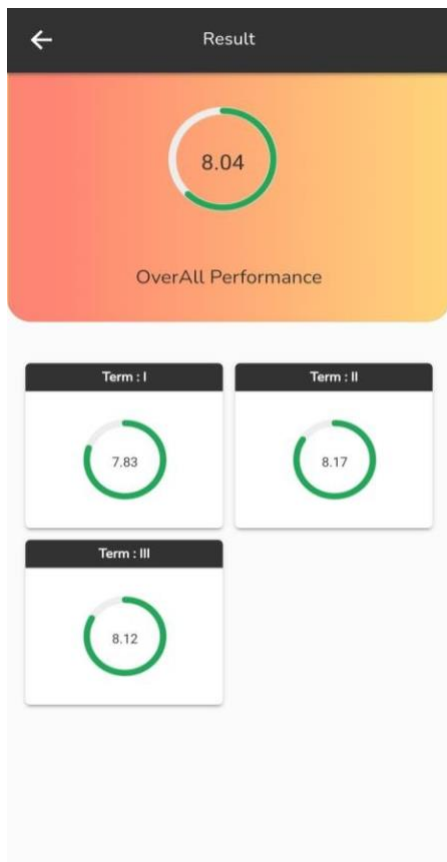 Result
8.04
OverAll Performance
Term : I
Term : II
7.83
8.17
Term : III
8.12